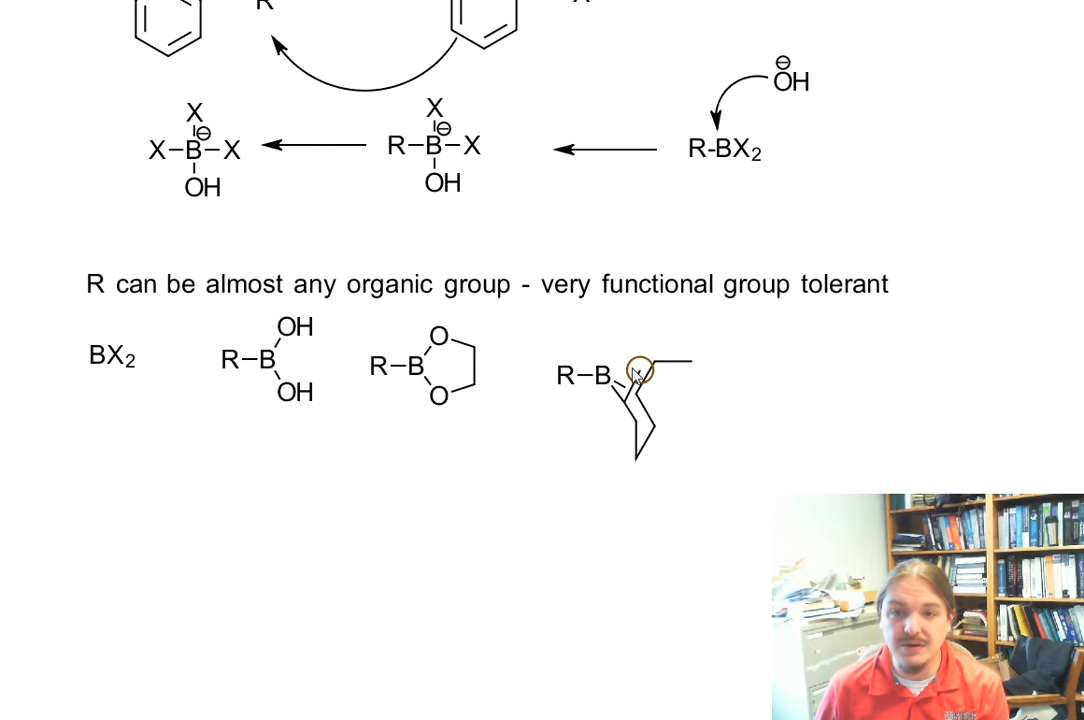 R
X
⊖
OH
X
X–B–X
⊖
OH
X
R–B–X
⊖
OH
R-BX₂
R can be almost any organic group - very functional group tolerant
BX₂
OH
R–B
OH
O
R–B
O
R–B